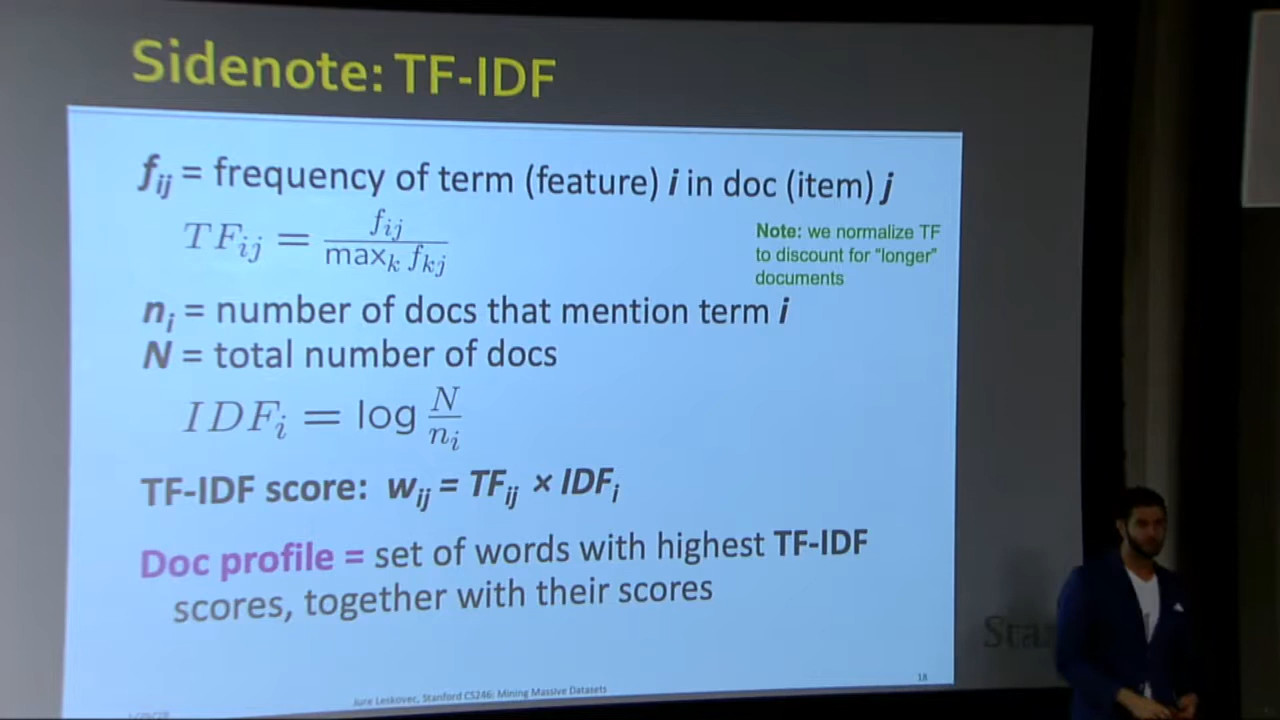 Sidenote: TF-IDF
f_ij = frequency of term (feature) i in doc (item) j
TF_ij = f_ij / max_k f_kj
Note: we normalize TF
to discount for "longer"
documents
n_i = number of docs that mention term i
N = total number of docs
IDF_i = log N / n_i
TF-IDF score: w_ij = TF_ij × IDF_i
Doc profile = set of words with highest TF-IDF
scores, together with their scores
Jure Leskovec, Stanford CS246: Mining Massive Datasets
18